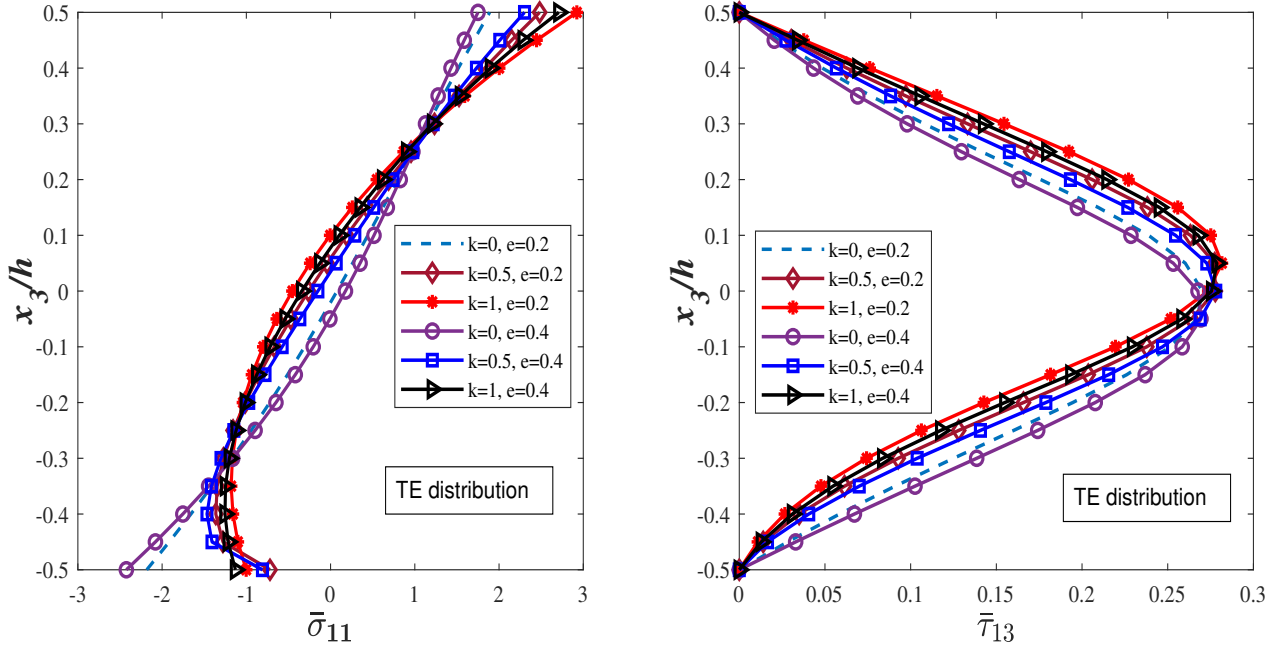 0.5
0.4
0.3
0.2
0.1
0
-0.1
-0.2
-0.3
-0.4
-0.5
x_3/h
-3
-2
-1
0
1
2
3
σ̄_11
k=0, e=0.2
k=0.5, e=0.2
k=1, e=0.2
k=0, e=0.4
k=0.5, e=0.4
k=1, e=0.4
TE distribution
0.5
0.4
0.3
0.2
0.1
0
-0.1
-0.2
-0.3
-0.4
-0.5
x_3/h
0
0.05
0.1
0.15
0.2
0.25
0.3
τ̄_13
k=0, e=0.2
k=0.5, e=0.2
k=1, e=0.2
k=0, e=0.4
k=0.5, e=0.4
k=1, e=0.4
TE distribution